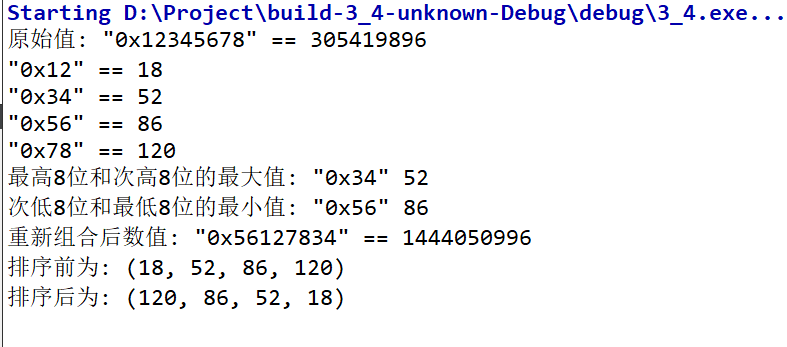 Starting D:\Project\build-3_4-unknown-Debug\debug\3_4.exe...
原始值: "0x12345678" == 305419896
"0x12" == 18
"0x34" == 52
"0x56" == 86
"0x78" == 120
最高8位和次高8位的最大值: "0x34" 52
次低8位和最低8位的最小值: "0x56" 86
重新组合后数值: "0x56127834" == 1444050996
排序前为: (18, 52, 86, 120)
排序后为: (120, 86, 52, 18)